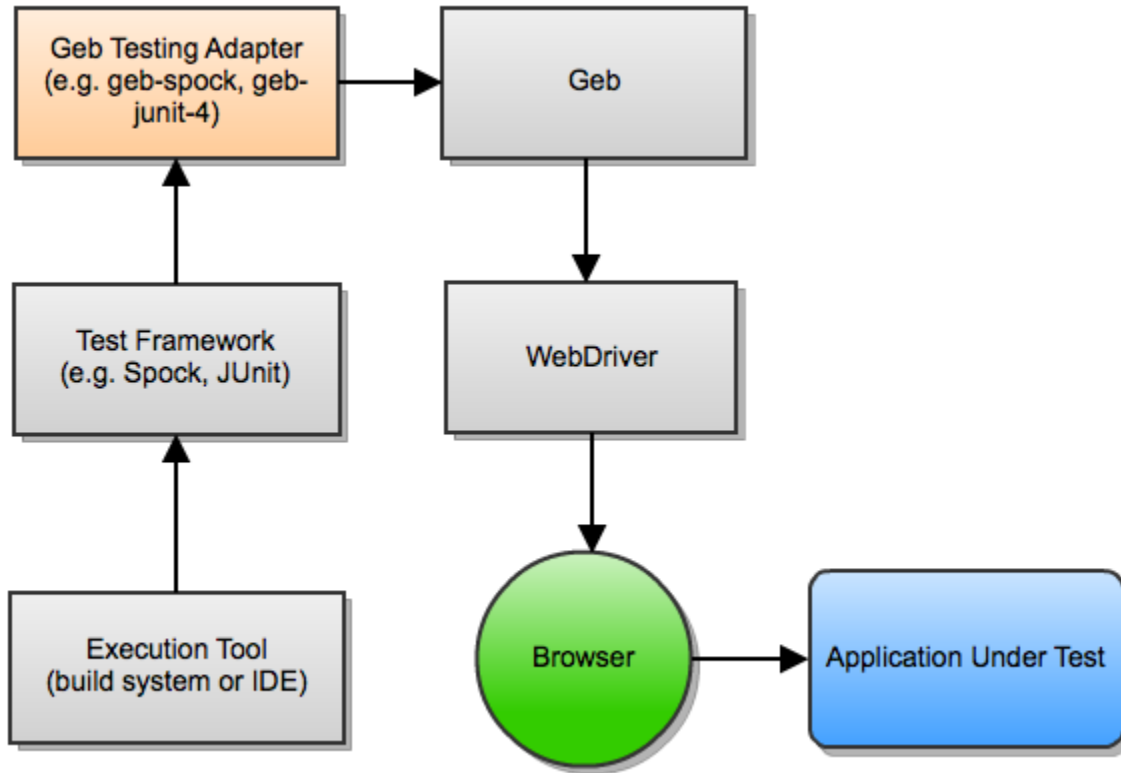 Geb Testing Adapter
(e.g. geb-spock, geb-
junit-4)
Geb
Test Framework
(e.g. Spock, JUnit)
WebDriver
Execution Tool
(build system or IDE)
Browser
Application Under Test